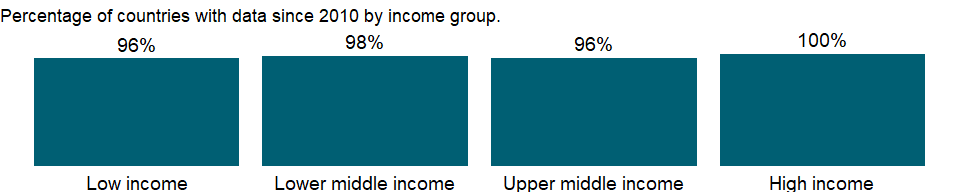 Percentage of countries with data since 2010 by income group.
96% 98% 96% 100%
Low income Lower middle income Upper middle income High income